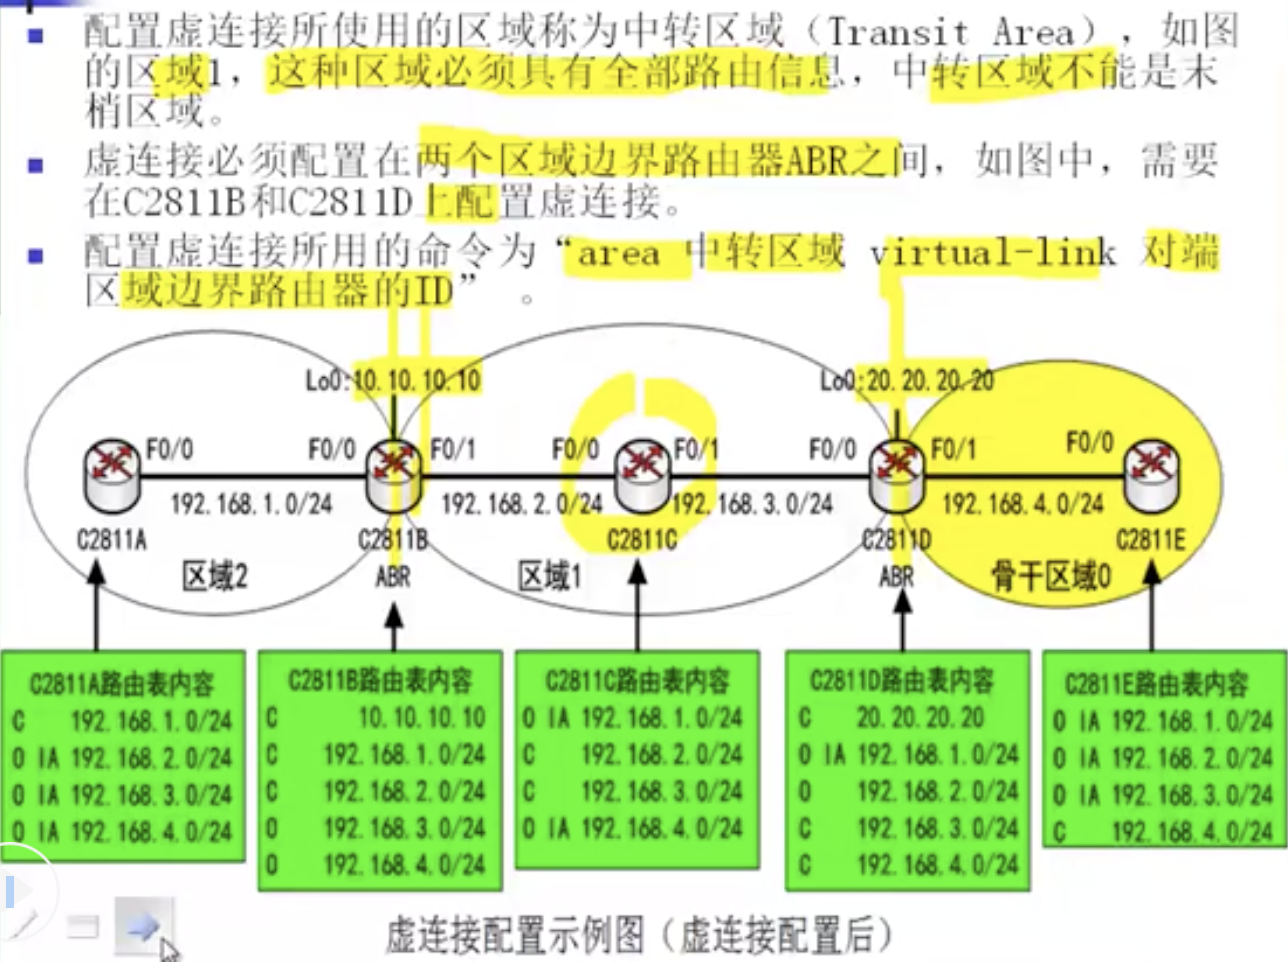 配置虚连接所使用的区域称为中转区域（Transit Area），如图
的区域1，这种区域必须具有全部路由信息，中转区域不能是末
梢区域。
虚连接必须配置在两个区域边界路由器ABR之间，如图中，需要
在C2811B和C2811D上配置虚连接。
配置虚连接所用的命令为“area 中转区域 virtual-link 对端
区域边界路由器的ID” 。
Lo0:10.10.10.10
Lo0:20.20.20.20
F0/0
F0/0
F0/1
F0/0
F0/1
F0/0
F0/1
F0/0
192.168.1.0/24
192.168.2.0/24
192.168.3.0/24
192.168.4.0/24
C2811A
C2811B
C2811C
C2811D
C2811E
区域2
ABR
区域1
ABR
骨干区域0
C2811A路由表内容
C 192.168.1.0/24
O IA 192.168.2.0/24
O IA 192.168.3.0/24
O IA 192.168.4.0/24
C2811B路由表内容
C 10.10.10.10
C 192.168.1.0/24
C 192.168.2.0/24
O 192.168.3.0/24
O 192.168.4.0/24
C2811C路由表内容
O IA 192.168.1.0/24
C 192.168.2.0/24
C 192.168.3.0/24
O IA 192.168.4.0/24
C2811D路由表内容
C 20.20.20.20
O IA 192.168.1.0/24
O 192.168.2.0/24
C 192.168.3.0/24
C 192.168.4.0/24
C2811E路由表内容
O IA 192.168.1.0/24
O IA 192.168.2.0/24
O IA 192.168.3.0/24
C 192.168.4.0/24
虚连接配置示例图（虚连接配置后）